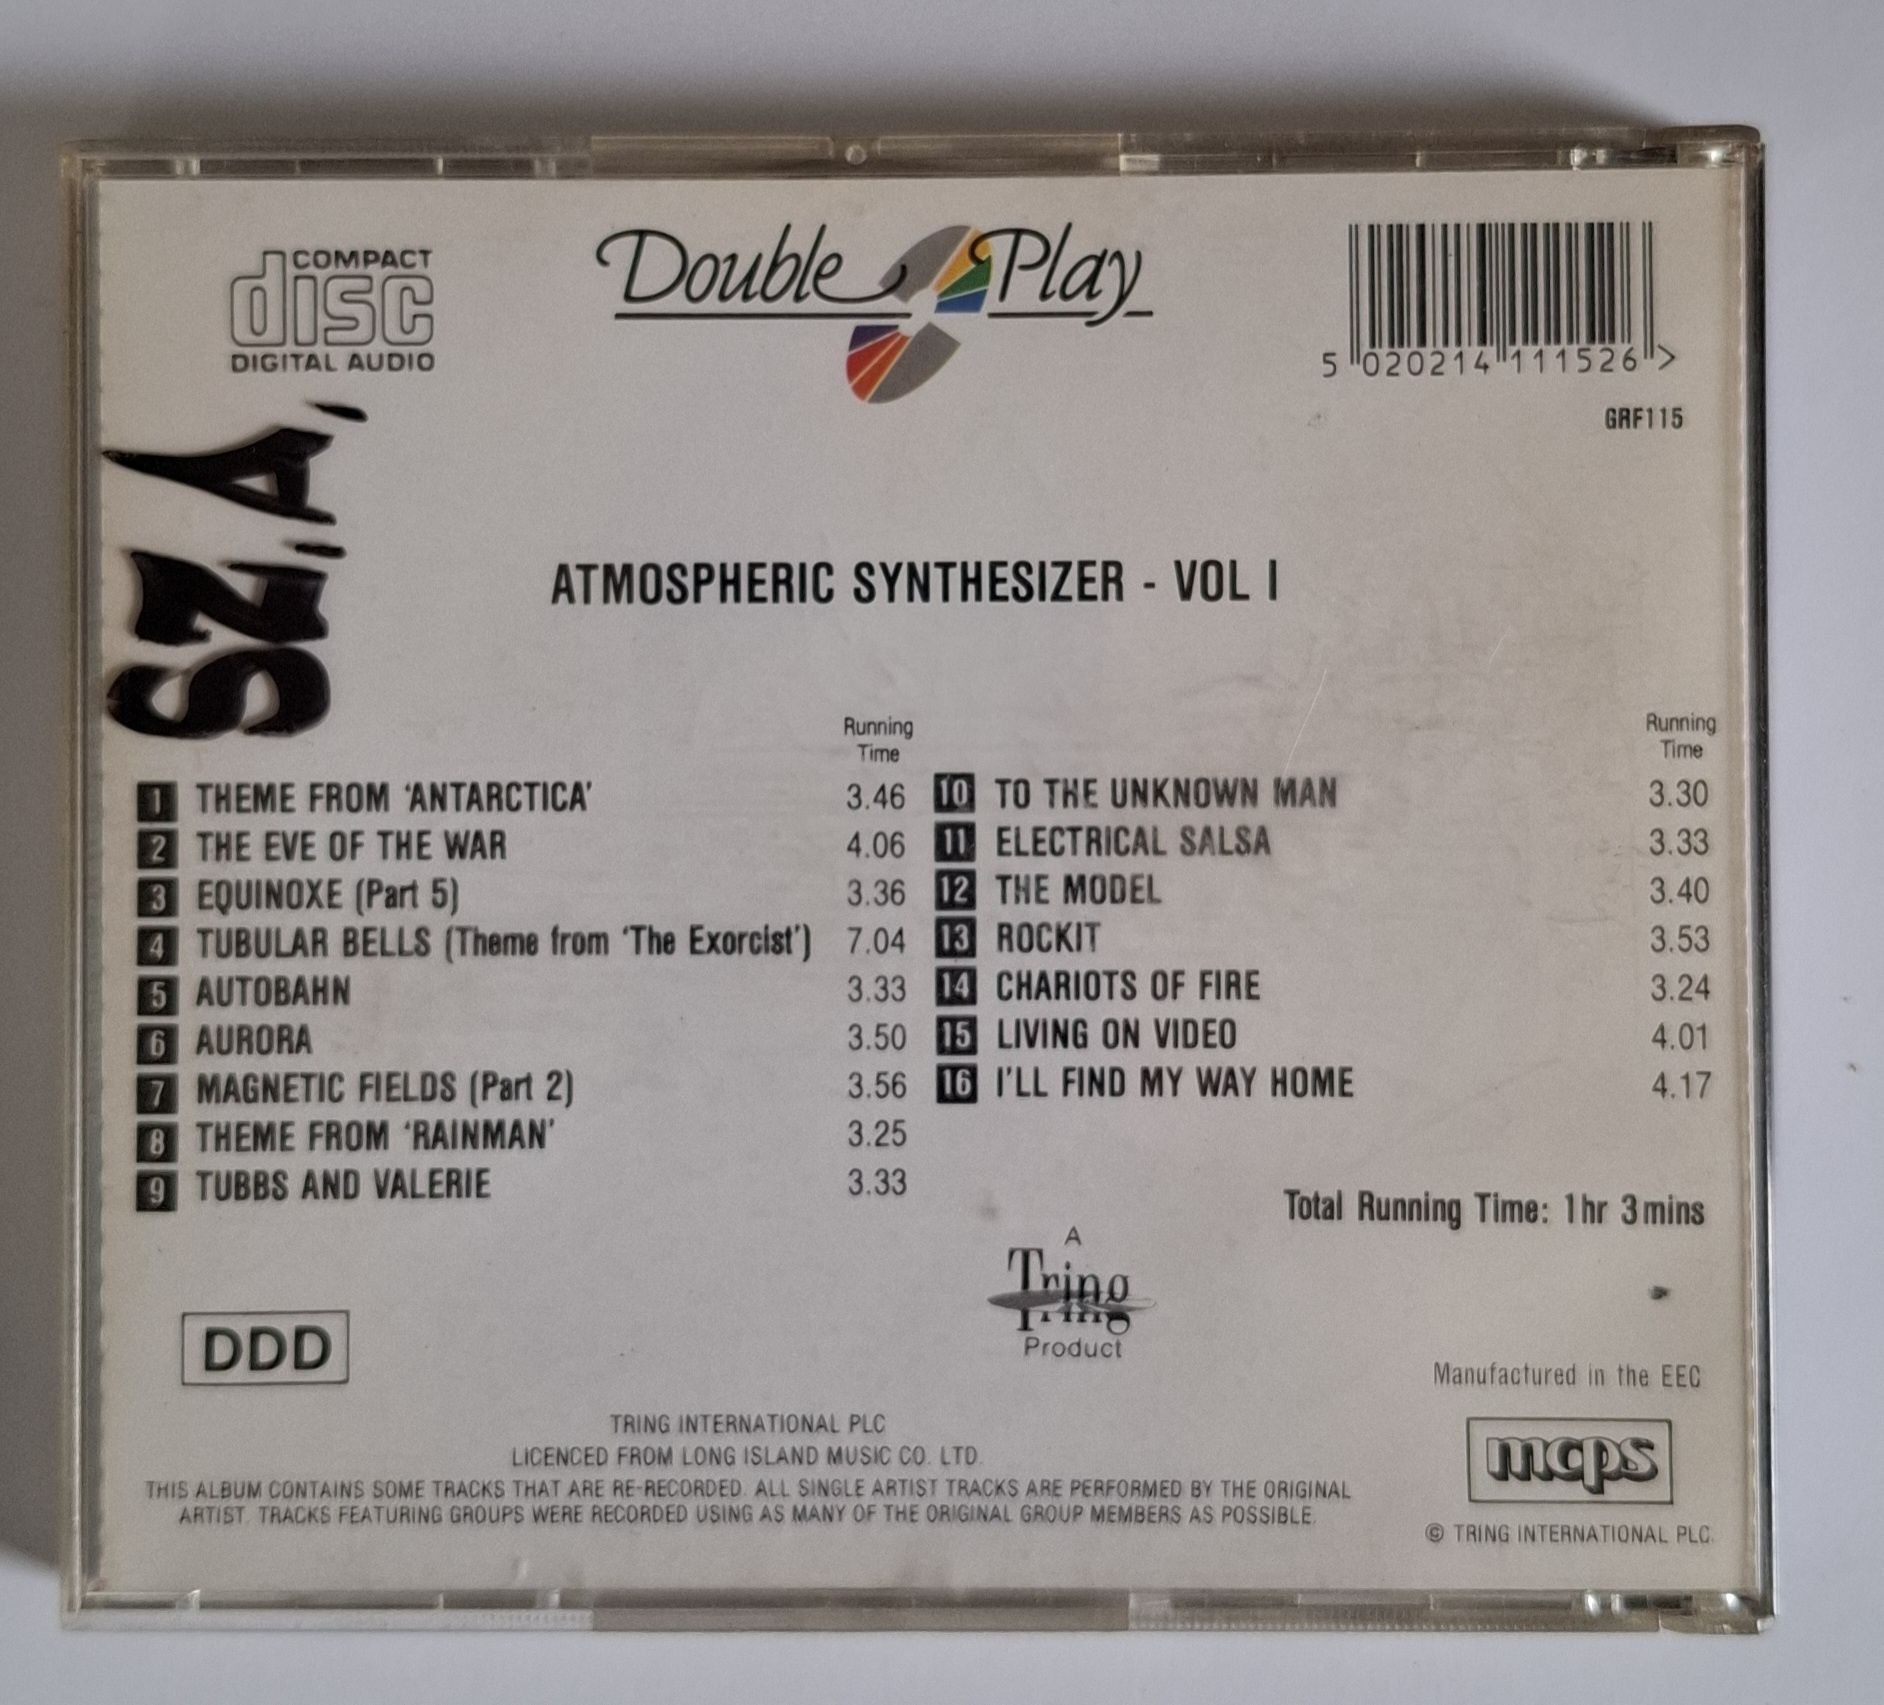 COMPACT
disc
DIGITAL AUDIO
Double Play
5 020214 111526 >
GRF115
SZ.A.
ATMOSPHERIC SYNTHESIZER - VOL I
Running
Time
1 THEME FROM ‘ANTARCTICA’ 3.46
2 THE EVE OF THE WAR 4.06
3 EQUINOXE (Part 5) 3.36
4 TUBULAR BELLS (Theme from ‘The Exorcist’) 7.04
5 AUTOBAHN 3.33
6 AURORA 3.50
7 MAGNETIC FIELDS (Part 2) 3.56
8 THEME FROM ‘RAINMAN’ 3.25
9 TUBBS AND VALERIE 3.33
Running
Time
10 TO THE UNKNOWN MAN 3.30
11 ELECTRICAL SALSA 3.33
12 THE MODEL 3.40
13 ROCKIT 3.53
14 CHARIOTS OF FIRE 3.24
15 LIVING ON VIDEO 4.01
16 I’LL FIND MY WAY HOME 4.17
Total Running Time: 1hr 3mins
A
Tring
Product
DDD
Manufactured in the EEC
mcps
TRING INTERNATIONAL PLC
LICENCED FROM LONG ISLAND MUSIC CO. LTD.
THIS ALBUM CONTAINS SOME TRACKS THAT ARE RE-RECORDED. ALL SINGLE ARTIST TRACKS ARE PERFORMED BY THE ORIGINAL
ARTIST. TRACKS FEATURING GROUPS WERE RECORDED USING AS MANY OF THE ORIGINAL GROUP MEMBERS AS POSSIBLE.
© TRING INTERNATIONAL PLC.